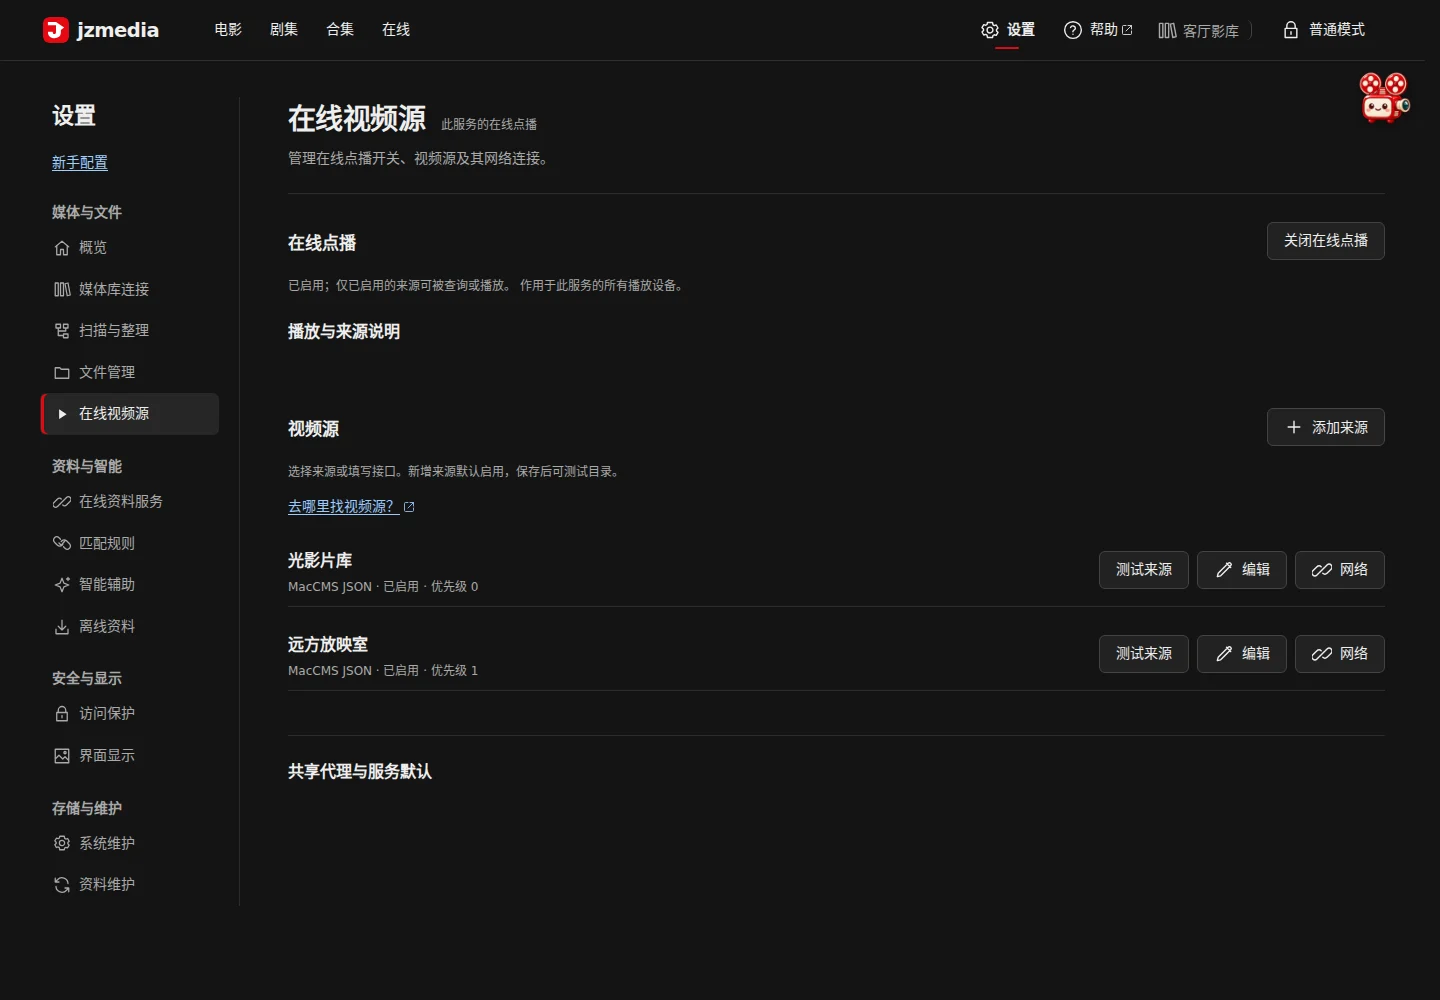 jzmedia
电影
剧集
合集
在线
设置
帮助
客厅影库
普通模式
设置
新手配置
媒体与文件
概览
媒体库连接
扫描与整理
文件管理
在线视频源
资料与智能
在线资料服务
匹配规则
智能辅助
离线资料
安全与显示
访问保护
界面显示
存储与维护
系统维护
资料维护
在线视频源 此服务的在线点播
管理在线点播开关、视频源及其网络连接。
在线点播
关闭在线点播
已启用；仅已启用的来源可被查询或播放。 作用于此服务的所有播放设备。
播放与来源说明
视频源
添加来源
选择来源或填写接口。新增来源默认启用，保存后可测试目录。
去哪里找视频源？
光影片库
MacCMS JSON · 已启用 · 优先级 0
测试来源
编辑
网络
远方放映室
MacCMS JSON · 已启用 · 优先级 1
测试来源
编辑
网络
共享代理与服务默认